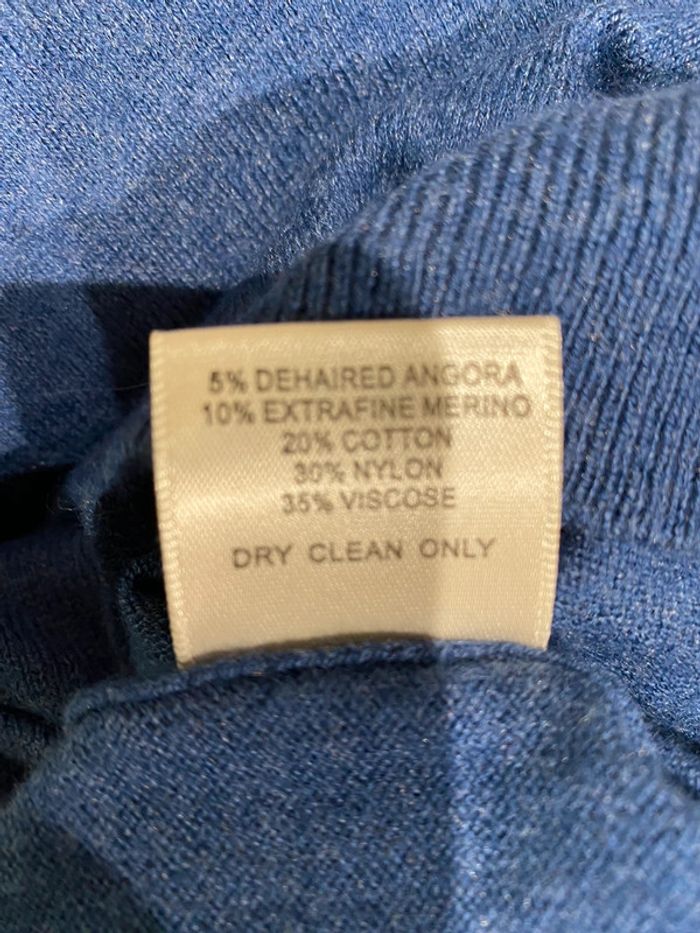 5% DEHAIRED ANGORA
10% EXTRAFINE MERINO
20% COTTON
30% NYLON
35% VISCOSE
DRY CLEAN ONLY